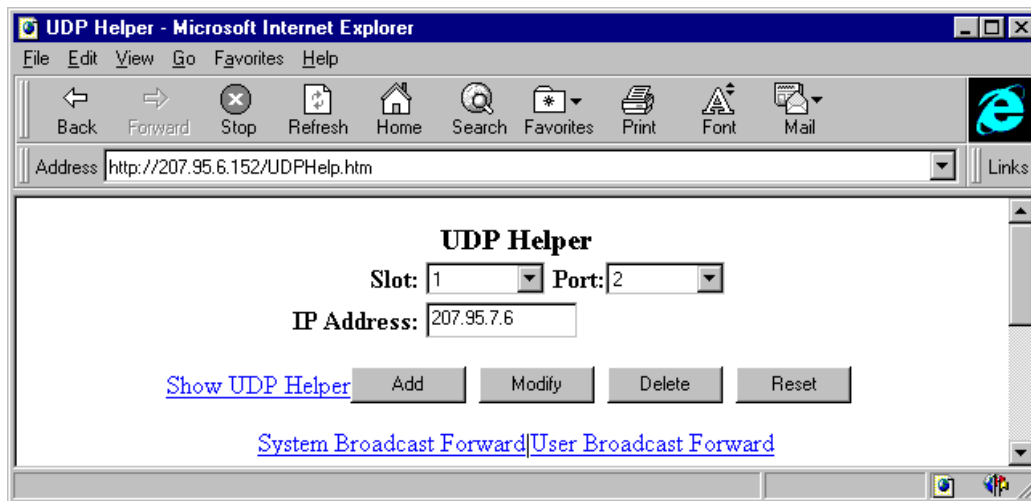 UDP Helper - Microsoft Internet Explorer
File Edit View Go Favorites Help
Back Forward Stop Refresh Home Search Favorites Print Font Mail
Address http://207.95.6.152/UDPHelp.htm Links
UDP Helper
Slot: 1 Port: 2
IP Address: 207.95.7.6
Show UDP Helper Add Modify Delete Reset
System Broadcast Forward|User Broadcast Forward